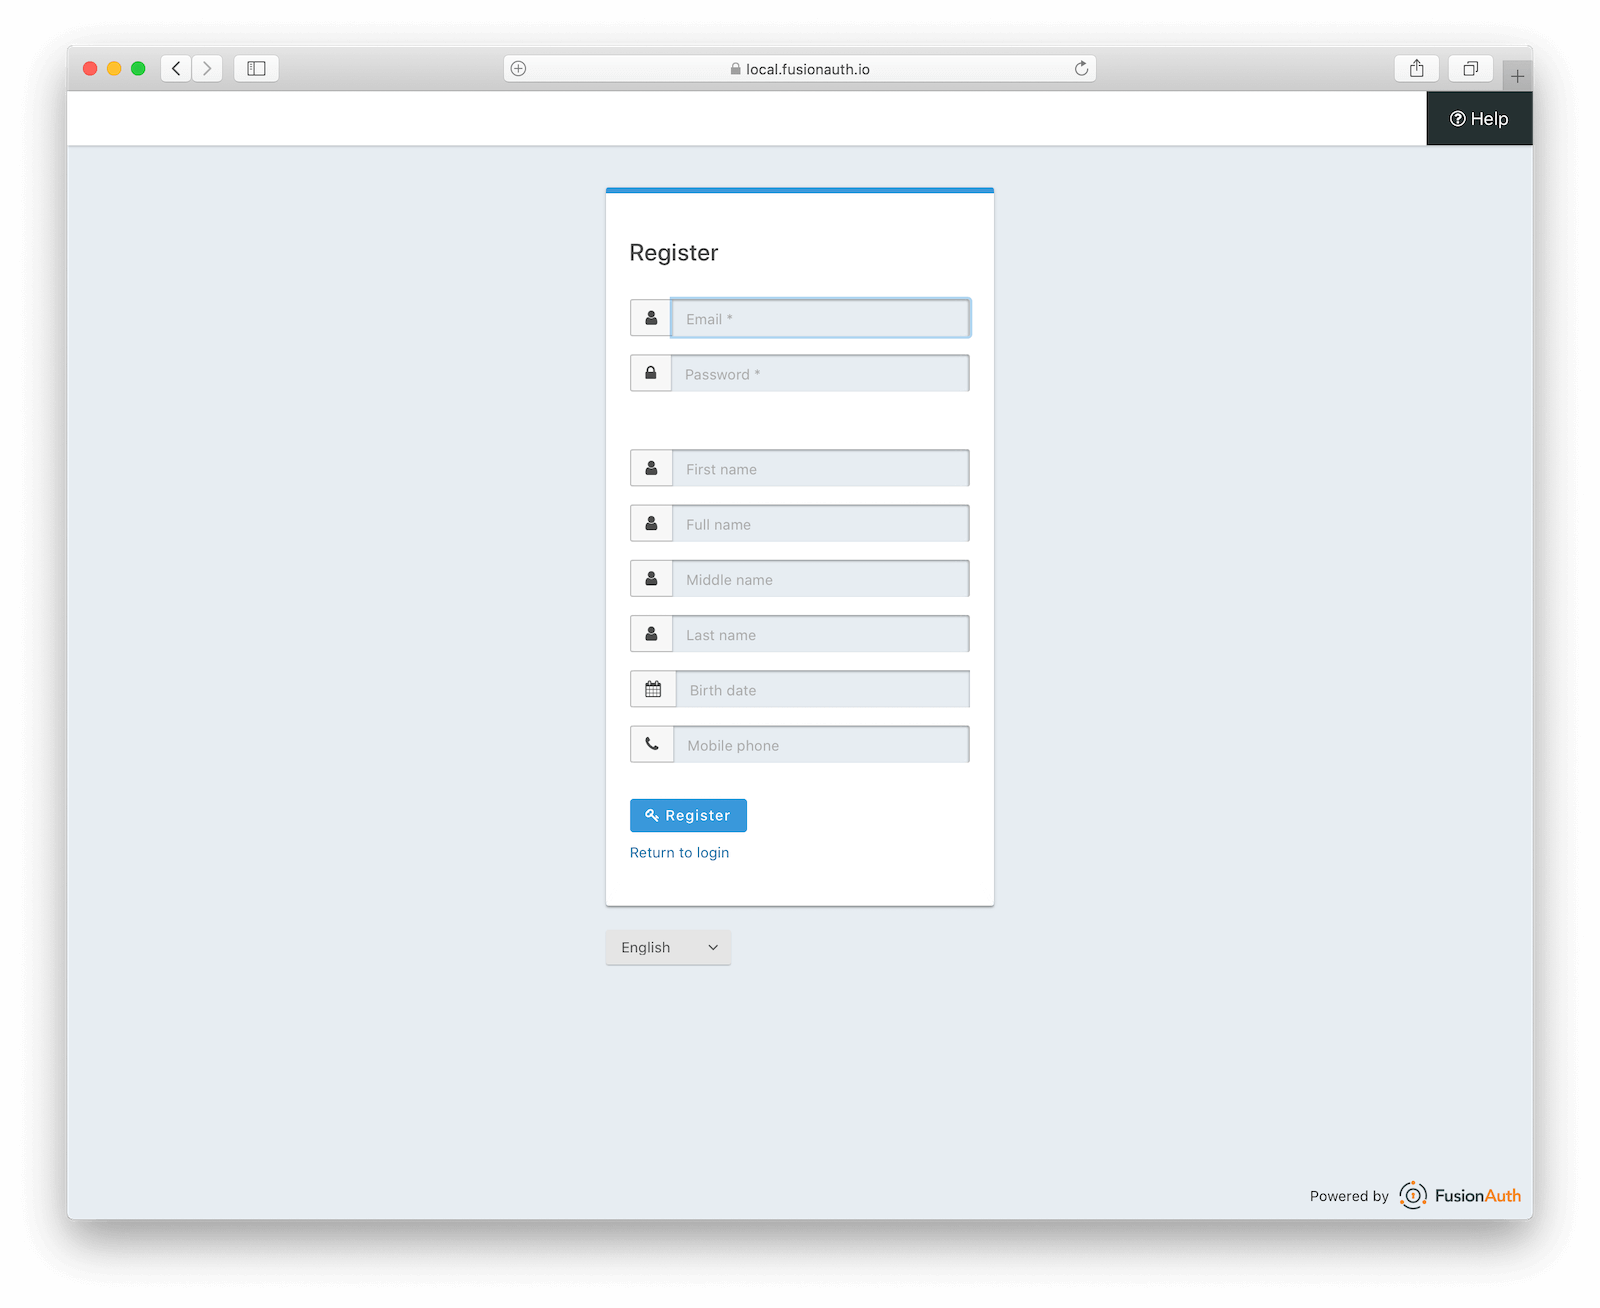 local.fusionauth.io
Help
Register
Email *
Password *
First name
Full name
Middle name
Last name
Birth date
Mobile phone
Register
Return to login
English
Powered by FusionAuth